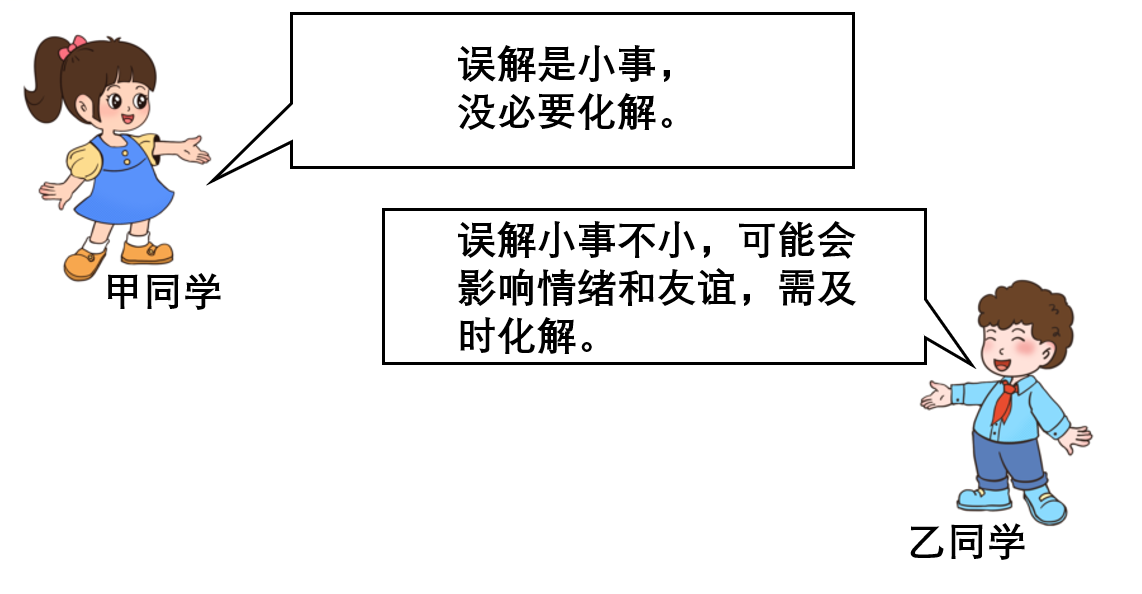 误解是小事，
没必要化解。
甲同学
误解小事不小，可能会
影响情绪和友谊，需及
时化解。
乙同学